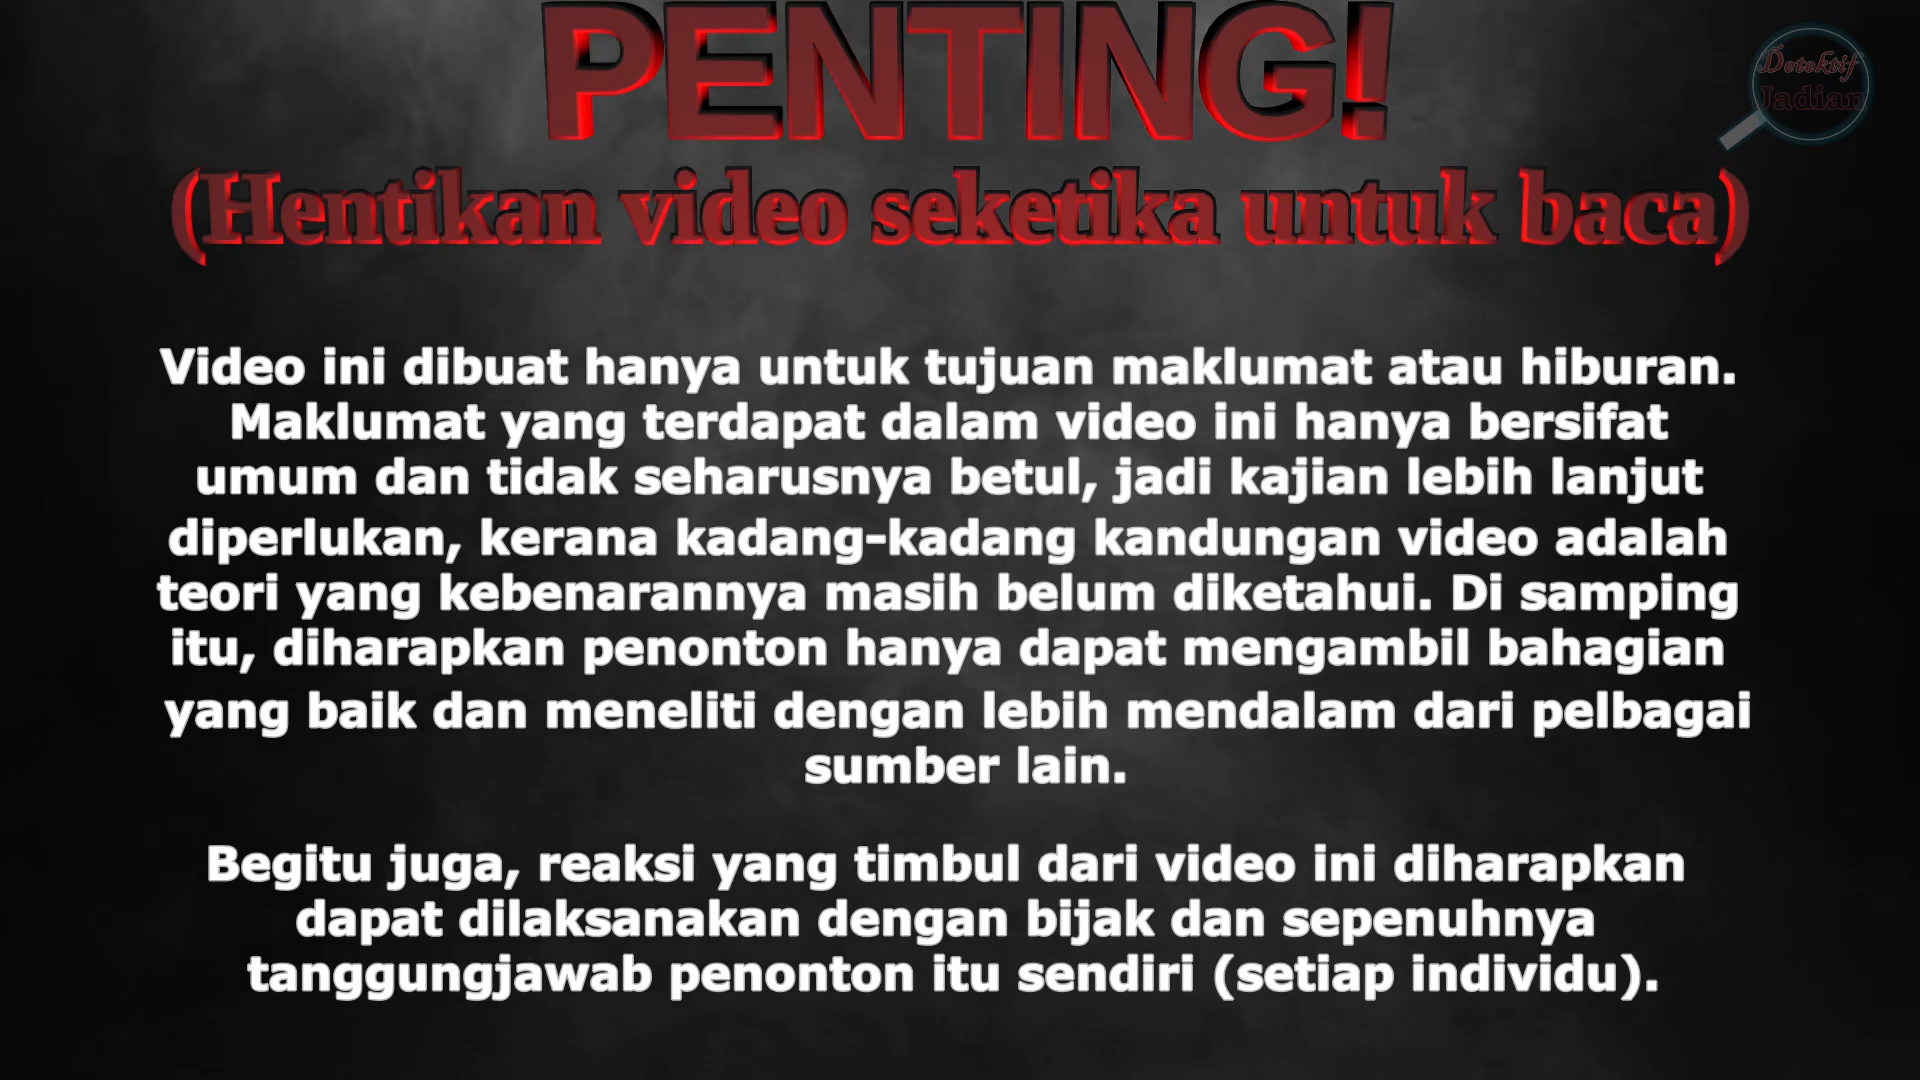 PENTING!
Detektif
Jadian
(Hentikan video seketika untuk baca)
Video ini dibuat hanya untuk tujuan maklumat atau hiburan.
Maklumat yang terdapat dalam video ini hanya bersifat
umum dan tidak seharusnya betul, jadi kajian lebih lanjut
diperlukan, kerana kadang-kadang kandungan video adalah
teori yang kebenarannya masih belum diketahui. Di samping
itu, diharapkan penonton hanya dapat mengambil bahagian
yang baik dan meneliti dengan lebih mendalam dari pelbagai
sumber lain.
Begitu juga, reaksi yang timbul dari video ini diharapkan
dapat dilaksanakan dengan bijak dan sepenuhnya
tanggungjawab penonton itu sendiri (setiap individu).